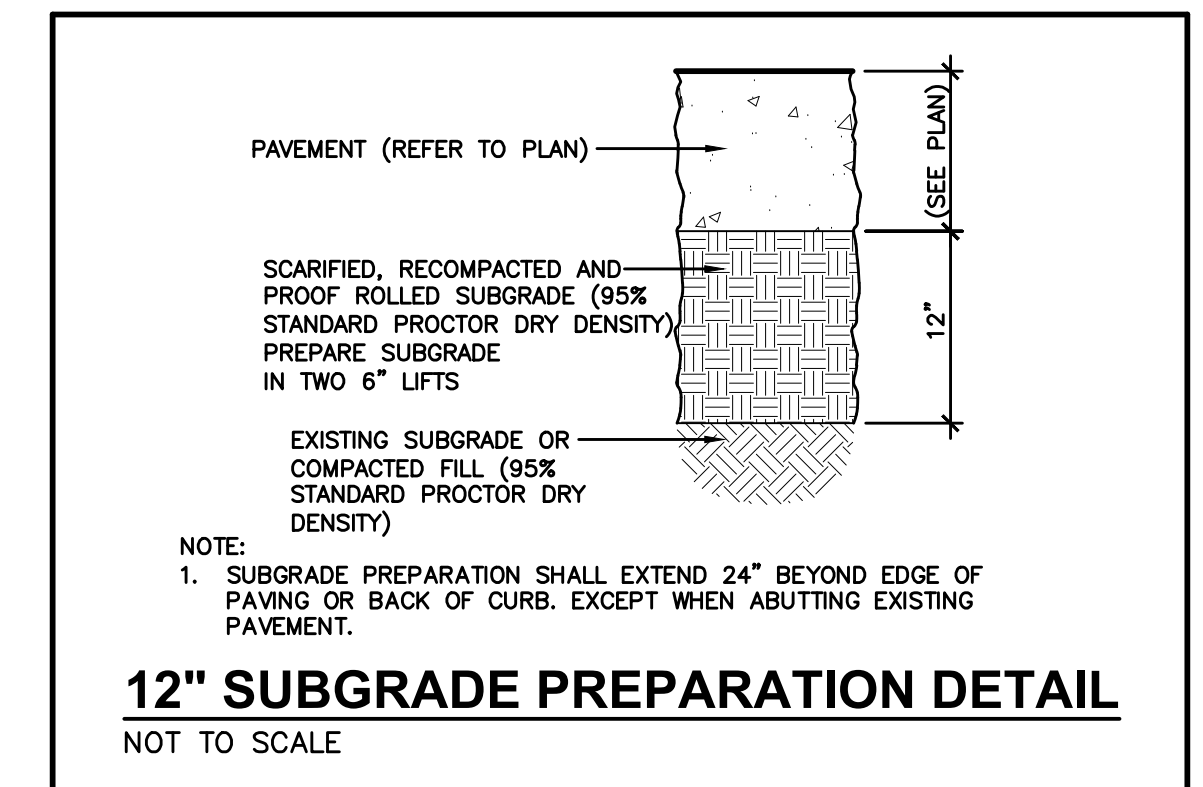 PAVEMENT (REFER TO PLAN)
(SEE PLAN)
SCARIFIED, RECOMPACTED AND
PROOF ROLLED SUBGRADE (95%
STANDARD PROCTOR DRY DENSITY)
PREPARE SUBGRADE
IN TWO 6" LIFTS
12"
EXISTING SUBGRADE OR
COMPACTED FILL (95%
STANDARD PROCTOR DRY
DENSITY)
NOTE:
1. SUBGRADE PREPARATION SHALL EXTEND 24" BEYOND EDGE OF
PAVING OR BACK OF CURB. EXCEPT WHEN ABUTTING EXISTING
PAVEMENT.
12" SUBGRADE PREPARATION DETAIL
NOT TO SCALE